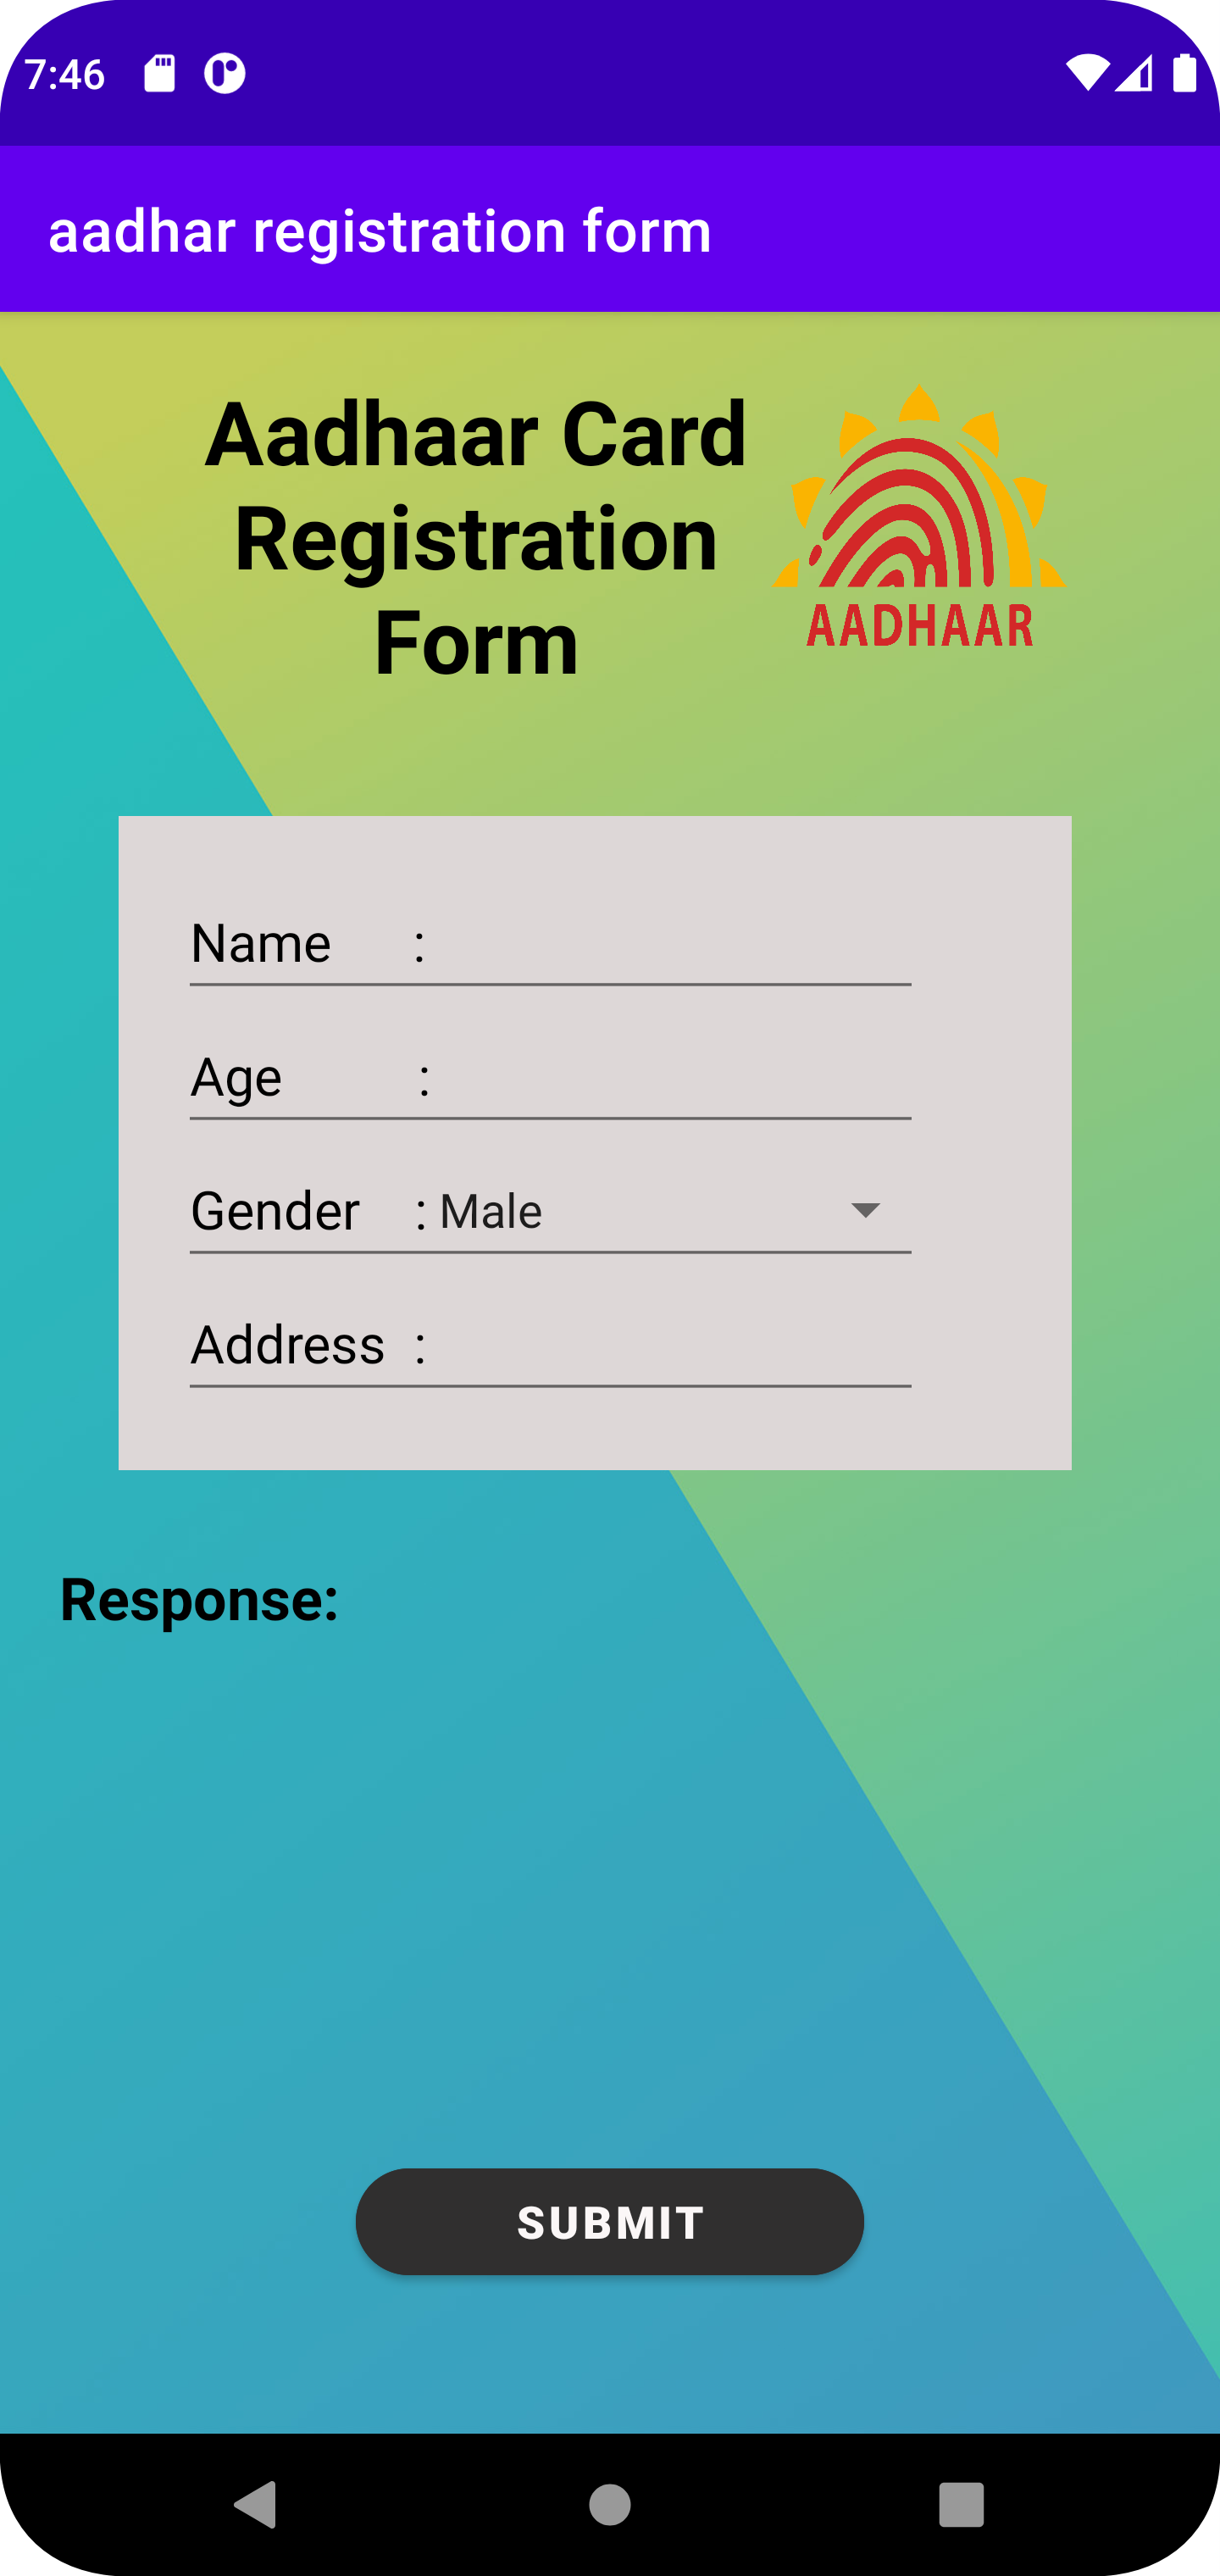 7:46
aadhar registration form
Aadhaar Card
Registration
Form
AADHAAR
Name :
Age :
Gender : Male
Address :
Response:
SUBMIT